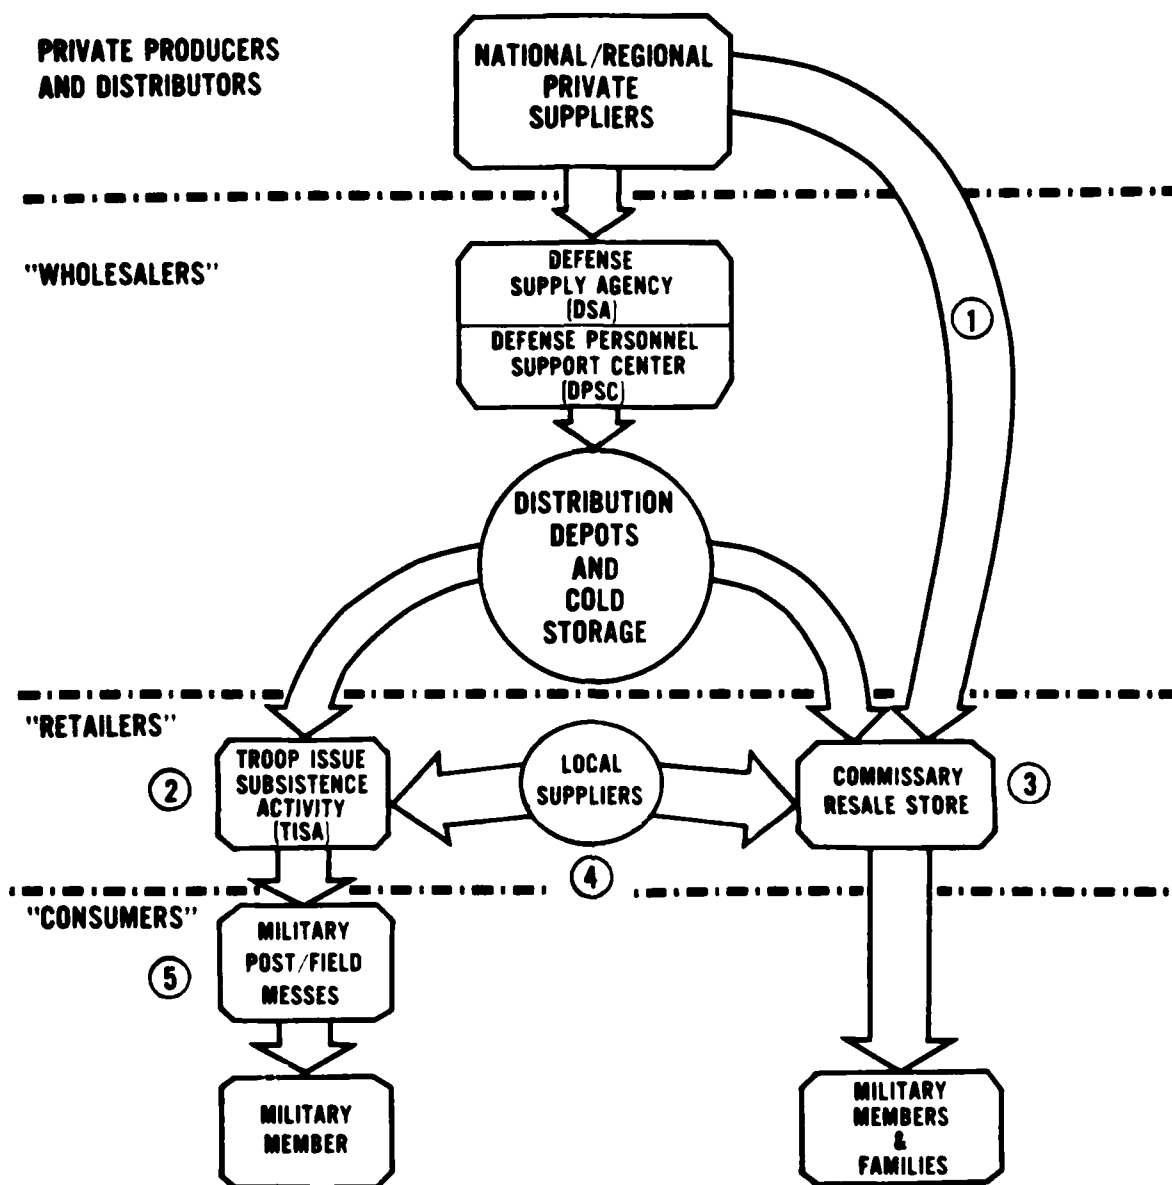 PRIVATE PRODUCERS
AND DISTRIBUTORS
NATIONAL/REGIONAL
PRIVATE
SUPPLIERS
"WHOLESALERS"
DEFENSE
SUPPLY AGENCY
(DSA)
DEFENSE PERSONNEL
SUPPORT CENTER
(DPSC)
1
DISTRIBUTION
DEPOTS
AND
COLD
STORAGE
"RETAILERS"
2
TROOP ISSUE
SUBSISTENCE
ACTIVITY
(TISA)
LOCAL
SUPPLIERS
4
COMMISSARY
RESALE STORE
3
"CONSUMERS"
5
MILITARY
POST/FIELD
MESSES
MILITARY
MEMBER
MILITARY
MEMBERS
&
FAMILIES